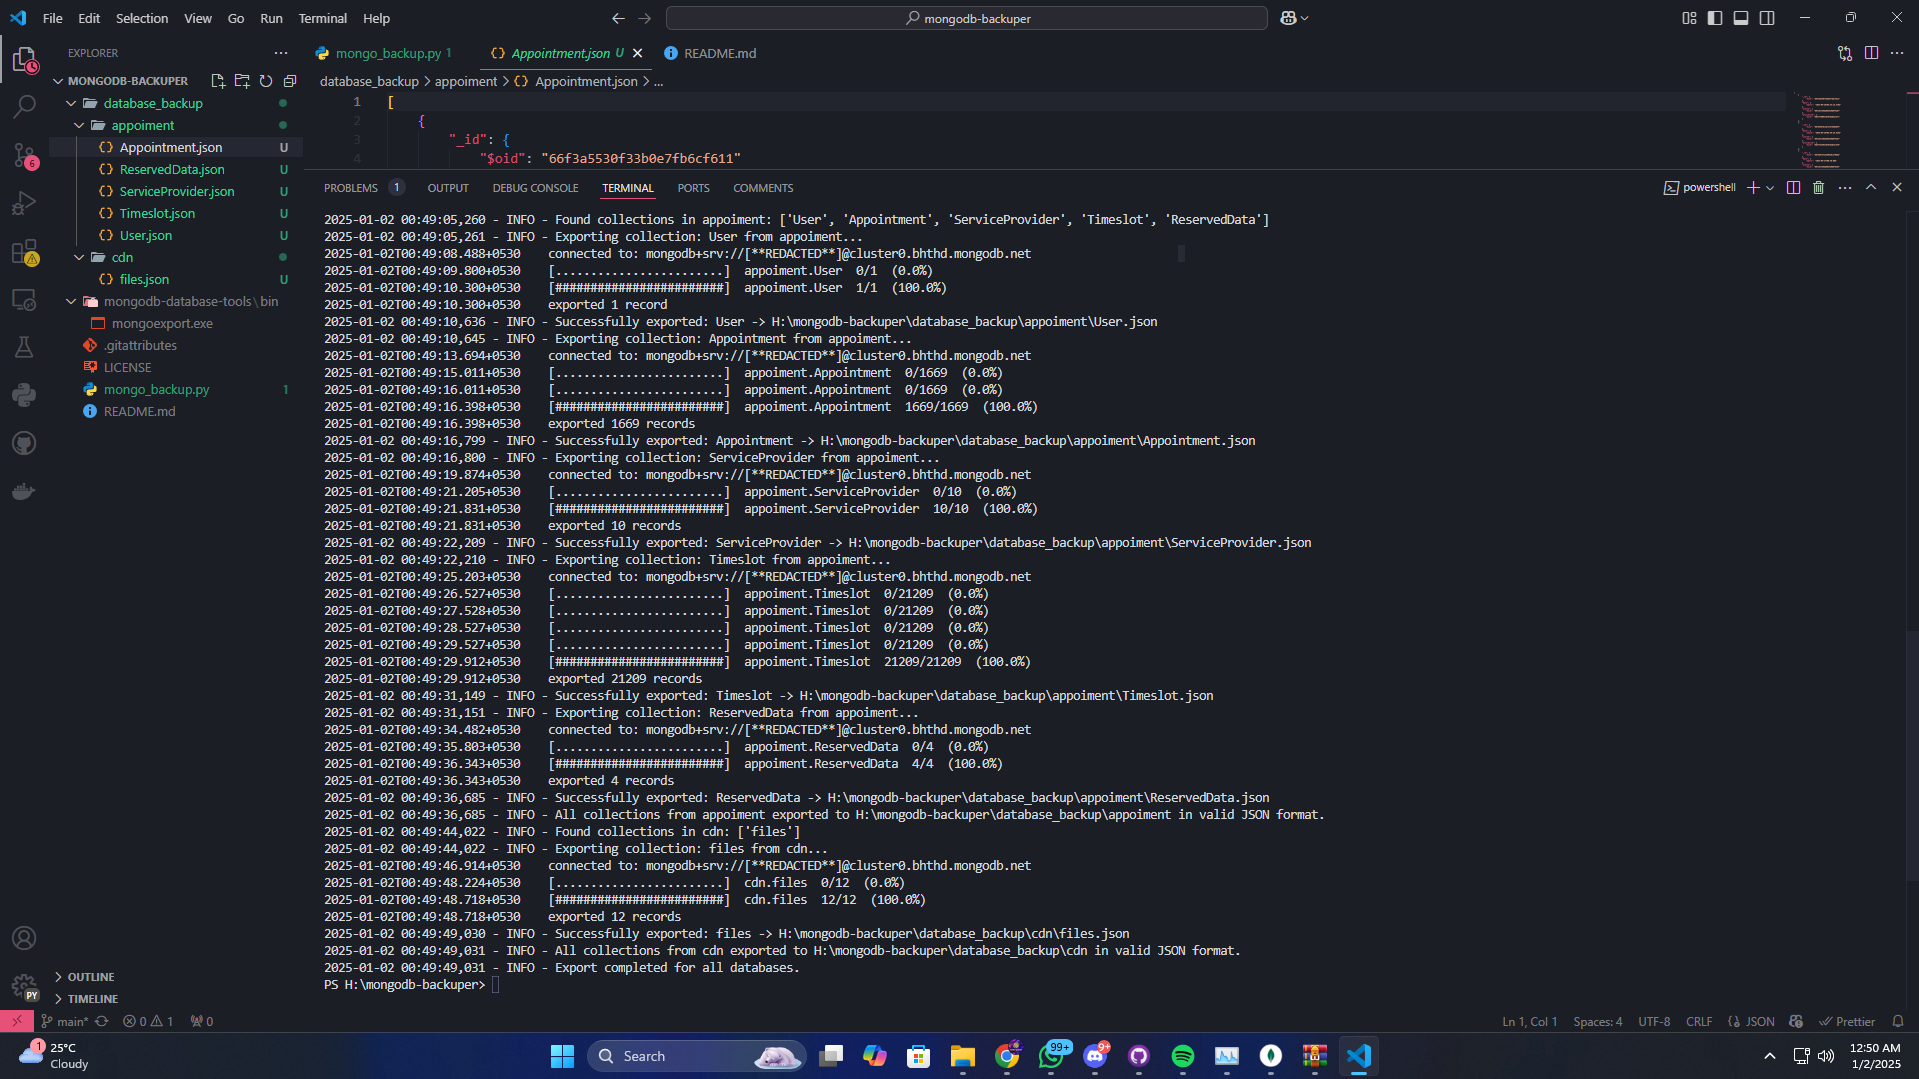 File Edit Selection View Go Run Terminal Help
mongodb-backuper
EXPLORER
MONGODB-BACKUPER
database_backup
appoiment
Appointment.json U
ReservedData.json U
ServiceProvider.json U
Timeslot.json U
User.json U
cdn
files.json U
mongodb-database-tools\bin
mongoexport.exe
.gitattributes
LICENSE
mongo_backup.py 1
README.md
OUTLINE
TIMELINE
mongo_backup.py 1 Appointment.json U README.md
database_backup > appoiment > Appointment.json > ...
1 [
2 {
3 "_id": {
4 "$oid": "66f3a5530f33b0e7fb6cf611"
PROBLEMS 1 OUTPUT DEBUG CONSOLE TERMINAL PORTS COMMENTS
powershell
2025-01-02 00:49:05,260 - INFO - Found collections in appoiment: ['User', 'Appointment', 'ServiceProvider', 'Timeslot', 'ReservedData']
2025-01-02 00:49:05,261 - INFO - Exporting collection: User from appoiment...
2025-01-02T00:49:08.488+0530 connected to: mongodb+srv://[**REDACTED**]@cluster0.bhthd.mongodb.net
2025-01-02T00:49:09.800+0530 [........................] appoiment.User 0/1 (0.0%)
2025-01-02T00:49:10.300+0530 [########################] appoiment.User 1/1 (100.0%)
2025-01-02T00:49:10.300+0530 exported 1 record
2025-01-02 00:49:10,636 - INFO - Successfully exported: User -> H:\mongodb-backuper\database_backup\appoiment\User.json
2025-01-02 00:49:10,645 - INFO - Exporting collection: Appointment from appoiment...
2025-01-02T00:49:13.694+0530 connected to: mongodb+srv://[**REDACTED**]@cluster0.bhthd.mongodb.net
2025-01-02T00:49:15.011+0530 [........................] appoiment.Appointment 0/1669 (0.0%)
2025-01-02T00:49:16.011+0530 [........................] appoiment.Appointment 0/1669 (0.0%)
2025-01-02T00:49:16.398+0530 [########################] appoiment.Appointment 1669/1669 (100.0%)
2025-01-02T00:49:16.398+0530 exported 1669 records
2025-01-02 00:49:16,799 - INFO - Successfully exported: Appointment -> H:\mongodb-backuper\database_backup\appoiment\Appointment.json
2025-01-02 00:49:16,800 - INFO - Exporting collection: ServiceProvider from appoiment...
2025-01-02T00:49:19.874+0530 connected to: mongodb+srv://[**REDACTED**]@cluster0.bhthd.mongodb.net
2025-01-02T00:49:21.205+0530 [........................] appoiment.ServiceProvider 0/10 (0.0%)
2025-01-02T00:49:21.831+0530 [########################] appoiment.ServiceProvider 10/10 (100.0%)
2025-01-02T00:49:21.831+0530 exported 10 records
2025-01-02 00:49:22,209 - INFO - Successfully exported: ServiceProvider -> H:\mongodb-backuper\database_backup\appoiment\ServiceProvider.json
2025-01-02 00:49:22,210 - INFO - Exporting collection: Timeslot from appoiment...
2025-01-02T00:49:25.203+0530 connected to: mongodb+srv://[**REDACTED**]@cluster0.bhthd.mongodb.net
2025-01-02T00:49:26.527+0530 [........................] appoiment.Timeslot 0/21209 (0.0%)
2025-01-02T00:49:27.528+0530 [........................] appoiment.Timeslot 0/21209 (0.0%)
2025-01-02T00:49:28.527+0530 [........................] appoiment.Timeslot 0/21209 (0.0%)
2025-01-02T00:49:29.527+0530 [........................] appoiment.Timeslot 0/21209 (0.0%)
2025-01-02T00:49:29.912+0530 [########################] appoiment.Timeslot 21209/21209 (100.0%)
2025-01-02T00:49:29.912+0530 exported 21209 records
2025-01-02 00:49:31,149 - INFO - Successfully exported: Timeslot -> H:\mongodb-backuper\database_backup\appoiment\Timeslot.json
2025-01-02 00:49:31,151 - INFO - Exporting collection: ReservedData from appoiment...
2025-01-02T00:49:34.482+0530 connected to: mongodb+srv://[**REDACTED**]@cluster0.bhthd.mongodb.net
2025-01-02T00:49:35.803+0530 [........................] appoiment.ReservedData 0/4 (0.0%)
2025-01-02T00:49:36.343+0530 [########################] appoiment.ReservedData 4/4 (100.0%)
2025-01-02T00:49:36.343+0530 exported 4 records
2025-01-02 00:49:36,685 - INFO - Successfully exported: ReservedData -> H:\mongodb-backuper\database_backup\appoiment\ReservedData.json
2025-01-02 00:49:36,685 - INFO - All collections from appoiment exported to H:\mongodb-backuper\database_backup\appoiment in valid JSON format.
2025-01-02 00:49:44,022 - INFO - Found collections in cdn: ['files']
2025-01-02 00:49:44,022 - INFO - Exporting collection: files from cdn...
2025-01-02T00:49:46.914+0530 connected to: mongodb+srv://[**REDACTED**]@cluster0.bhthd.mongodb.net
2025-01-02T00:49:48.224+0530 [........................] cdn.files 0/12 (0.0%)
2025-01-02T00:49:48.718+0530 [########################] cdn.files 12/12 (100.0%)
2025-01-02T00:49:48.718+0530 exported 12 records
2025-01-02 00:49:49,030 - INFO - Successfully exported: files -> H:\mongodb-backuper\database_backup\cdn\files.json
2025-01-02 00:49:49,031 - INFO - All collections from cdn exported to H:\mongodb-backuper\database_backup\cdn in valid JSON format.
2025-01-02 00:49:49,031 - INFO - Export completed for all databases.
PS H:\mongodb-backuper>
6
PY
main* 0 1 0
Ln 1, Col 1 Spaces: 4 UTF-8 CRLF {} JSON Prettier
1
25°C
Cloudy
Search
99+
9+
12:50 AM
1/2/2025